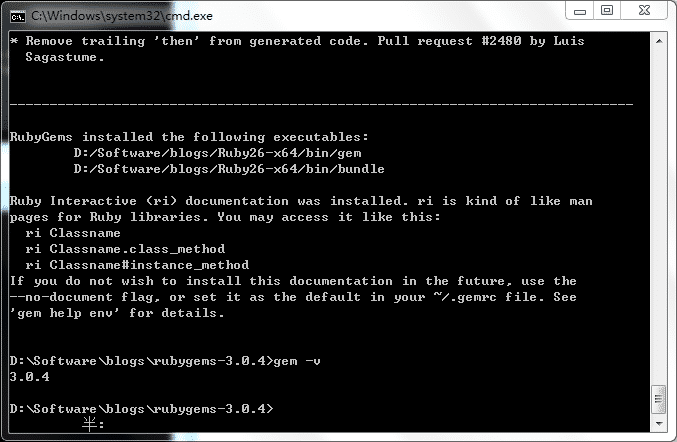 C:\Windows\system32\cmd.exe
* Remove trailing 'then' from generated code. Pull request #2480 by Luis
Sagastume.
------------------------------------------------------------------------------
RubyGems installed the following executables:
D:/Software/blogs/Ruby26-x64/bin/gem
D:/Software/blogs/Ruby26-x64/bin/bundle
Ruby Interactive (ri) documentation was installed. ri is kind of like man
pages for Ruby libraries. You may access it like this:
ri Classname
ri Classname.class_method
ri Classname#instance_method
If you do not wish to install this documentation in the future, use the
--no-document flag, or set it as the default in your ~/.gemrc file. See
'gem help env' for details.
D:\Software\blogs\rubygems-3.0.4>gem -v
3.0.4
D:\Software\blogs\rubygems-3.0.4>
半: